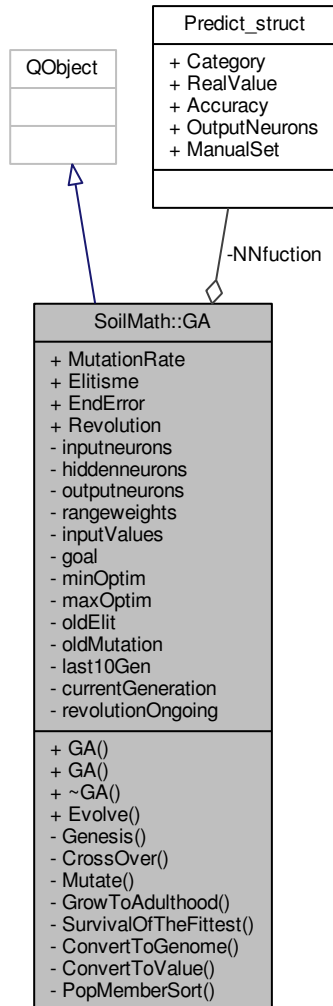 Predict_struct
+ Category
+ RealValue
+ Accuracy
+ OutputNeurons
+ ManualSet
QObject
-NNfuction
SoilMath::GA
+ MutationRate
+ Elitisme
+ EndError
+ Revolution
- inputneurons
- hiddenneurons
- outputneurons
- rangeweights
- inputValues
- goal
- minOptim
- maxOptim
- oldElit
- oldMutation
- last10Gen
- currentGeneration
- revolutionOngoing
+ GA()
+ GA()
+ ~GA()
+ Evolve()
- Genesis()
- CrossOver()
- Mutate()
- GrowToAdulthood()
- SurvivalOfTheFittest()
- ConvertToGenome()
- ConvertToValue()
- PopMemberSort()